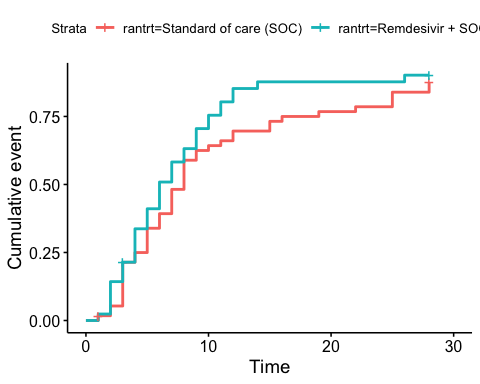 Strata rantrt=Standard of care (SOC) rantrt=Remdesivir + SO
Cumulative event
0.75
0.50
0.25
0.00
0 10 20 30
Time